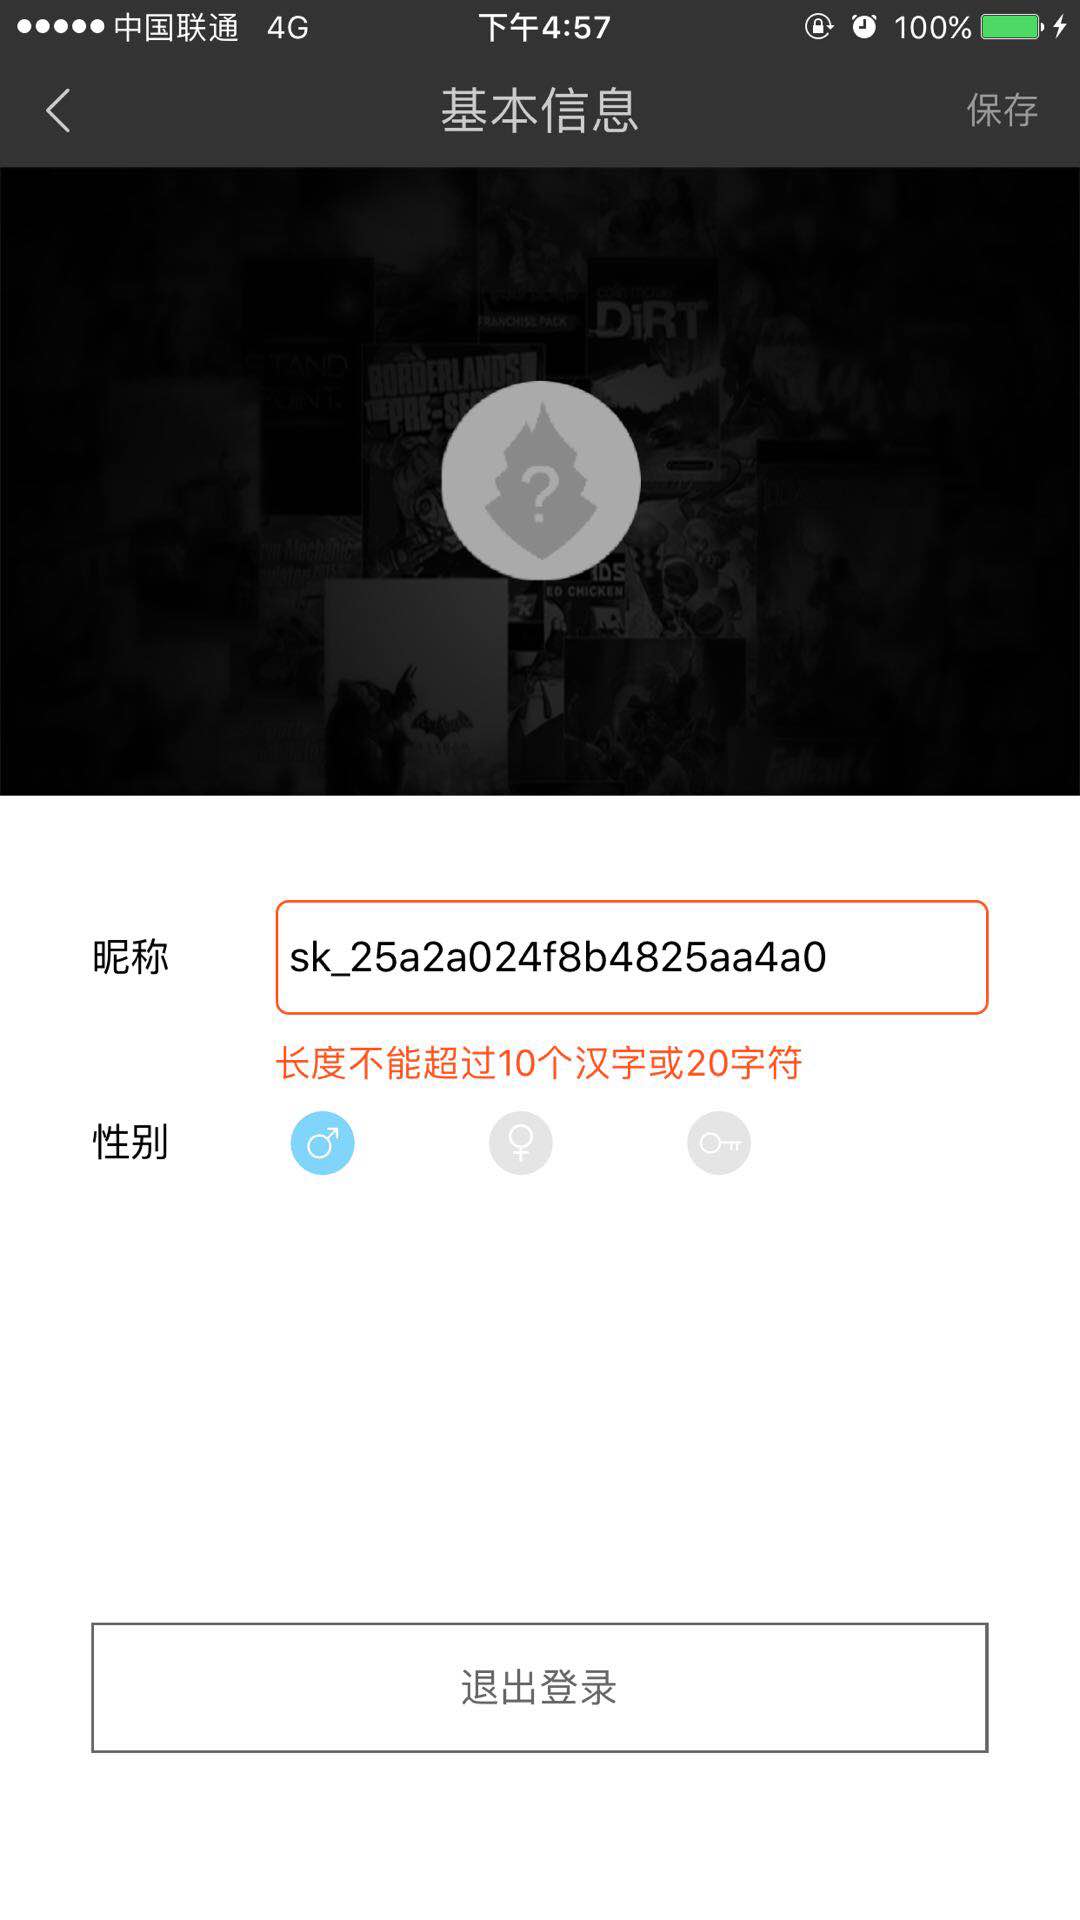 中国联通 4G 下午4:57 100%
基本信息 保存
FRANCHISE PACK
DiRT
BORDERLANDS
THE PRE-SE
?
ED CHICKEN
昵称 sk_25a2a024f8b4825aa4a0
长度不能超过10个汉字或20字符
性别
退出登录